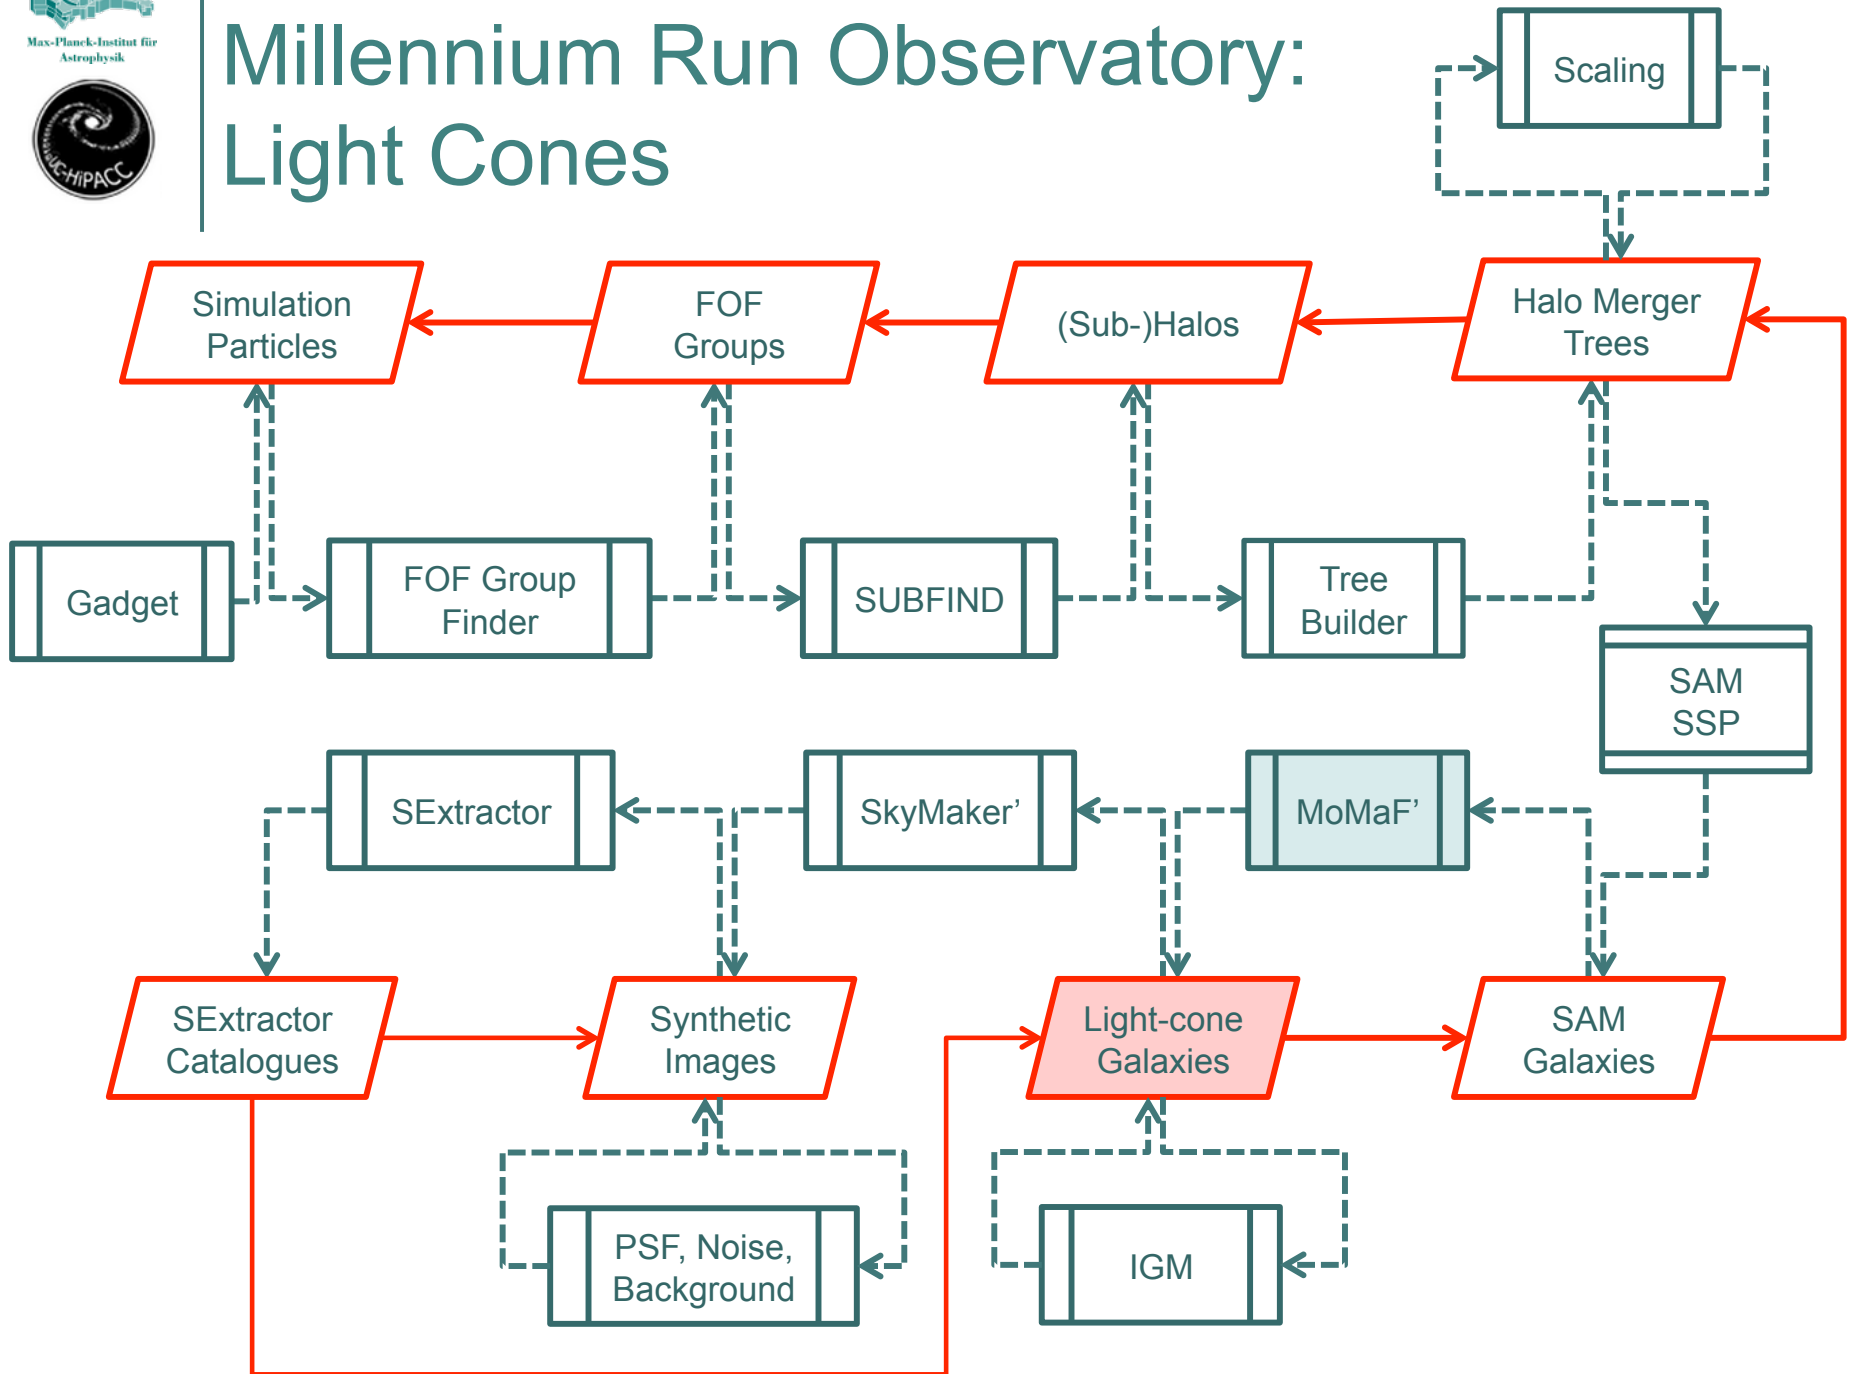 Max-Planck-Institut für
Astrophysik
UC-HiPACC
Millennium Run Observatory:
Light Cones
Scaling
Simulation
Particles
FOF
Groups
(Sub-)Halos
Halo Merger
Trees
Gadget
FOF Group
Finder
SUBFIND
Tree
Builder
SAM
SSP
SExtractor
SkyMaker’
MoMaF’
SExtractor
Catalogues
Synthetic
Images
Light-cone
Galaxies
SAM
Galaxies
PSF, Noise,
Background
IGM